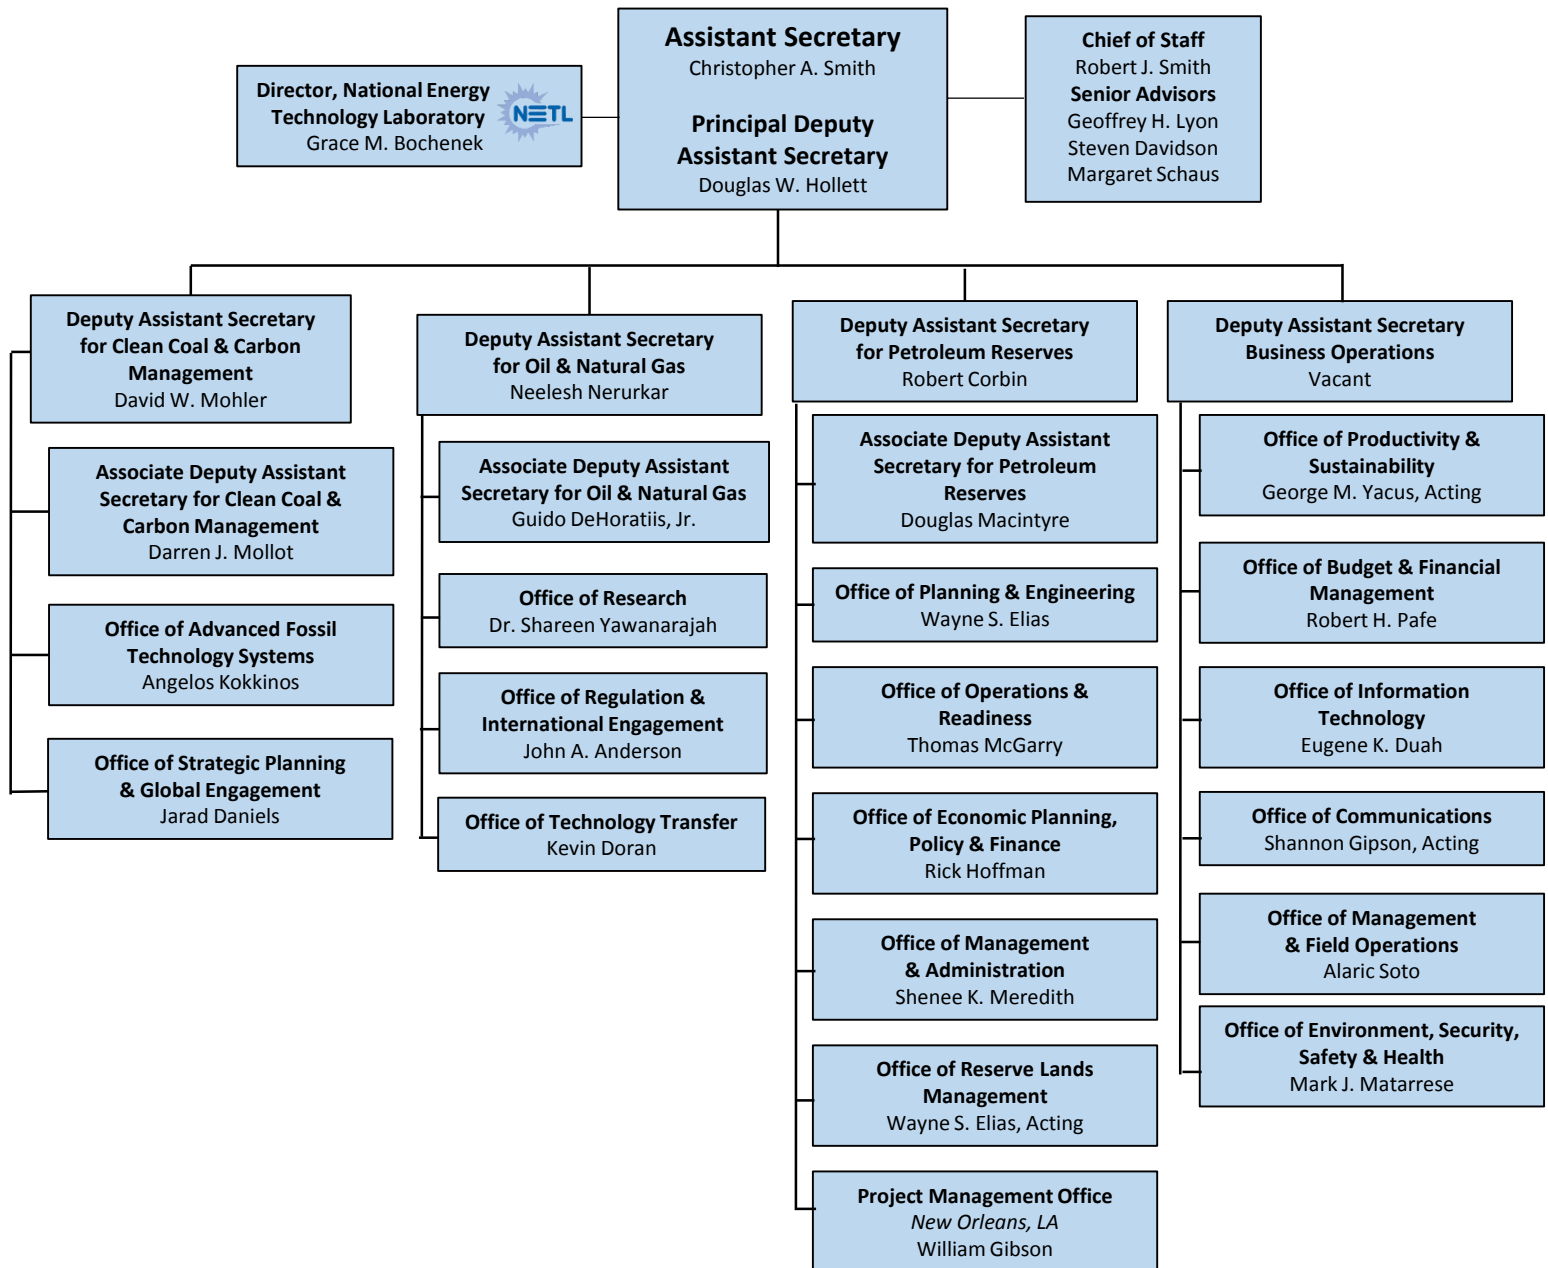 Assistant Secretary
Christopher A. Smith
Principal Deputy
Assistant Secretary
Douglas W. Hollett
Director, National Energy
Technology Laboratory
Grace M. Bochenek
NETL
Chief of Staff
Robert J. Smith
Senior Advisors
Geoffrey H. Lyon
Steven Davidson
Margaret Schaus
Deputy Assistant Secretary
for Clean Coal & Carbon
Management
David W. Mohler
Associate Deputy Assistant
Secretary for Clean Coal &
Carbon Management
Darren J. Mollot
Office of Advanced Fossil
Technology Systems
Angelos Kokkinos
Office of Strategic Planning
& Global Engagement
Jarad Daniels
Deputy Assistant Secretary
for Oil & Natural Gas
Neelesh Nerurkar
Associate Deputy Assistant
Secretary for Oil & Natural Gas
Guido DeHoratiis, Jr.
Office of Research
Dr. Shareen Yawanarajah
Office of Regulation &
International Engagement
John A. Anderson
Office of Technology Transfer
Kevin Doran
Deputy Assistant Secretary
for Petroleum Reserves
Robert Corbin
Associate Deputy Assistant
Secretary for Petroleum
Reserves
Douglas Macintyre
Office of Planning & Engineering
Wayne S. Elias
Office of Operations &
Readiness
Thomas McGarry
Office of Economic Planning,
Policy & Finance
Rick Hoffman
Office of Management
& Administration
Shenee K. Meredith
Office of Reserve Lands
Management
Wayne S. Elias, Acting
Project Management Office
New Orleans, LA
William Gibson
Deputy Assistant Secretary
Business Operations
Vacant
Office of Productivity &
Sustainability
George M. Yacus, Acting
Office of Budget & Financial
Management
Robert H. Pafe
Office of Information
Technology
Eugene K. Duah
Office of Communications
Shannon Gipson, Acting
Office of Management
& Field Operations
Alaric Soto
Office of Environment, Security,
Safety & Health
Mark J. Matarrese